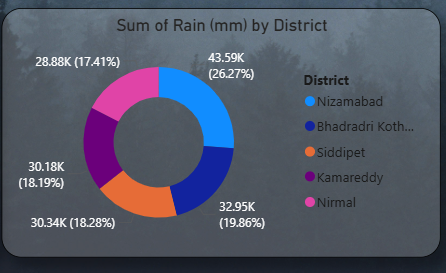 Sum of Rain (mm) by District
28.88K (17.41%)
43.59K
(26.27%)
30.18K
(18.19%)
30.34K (18.28%)
32.95K
(19.86%)
District
Nizamabad
Bhadradri Koth...
Siddipet
Kamareddy
Nirmal